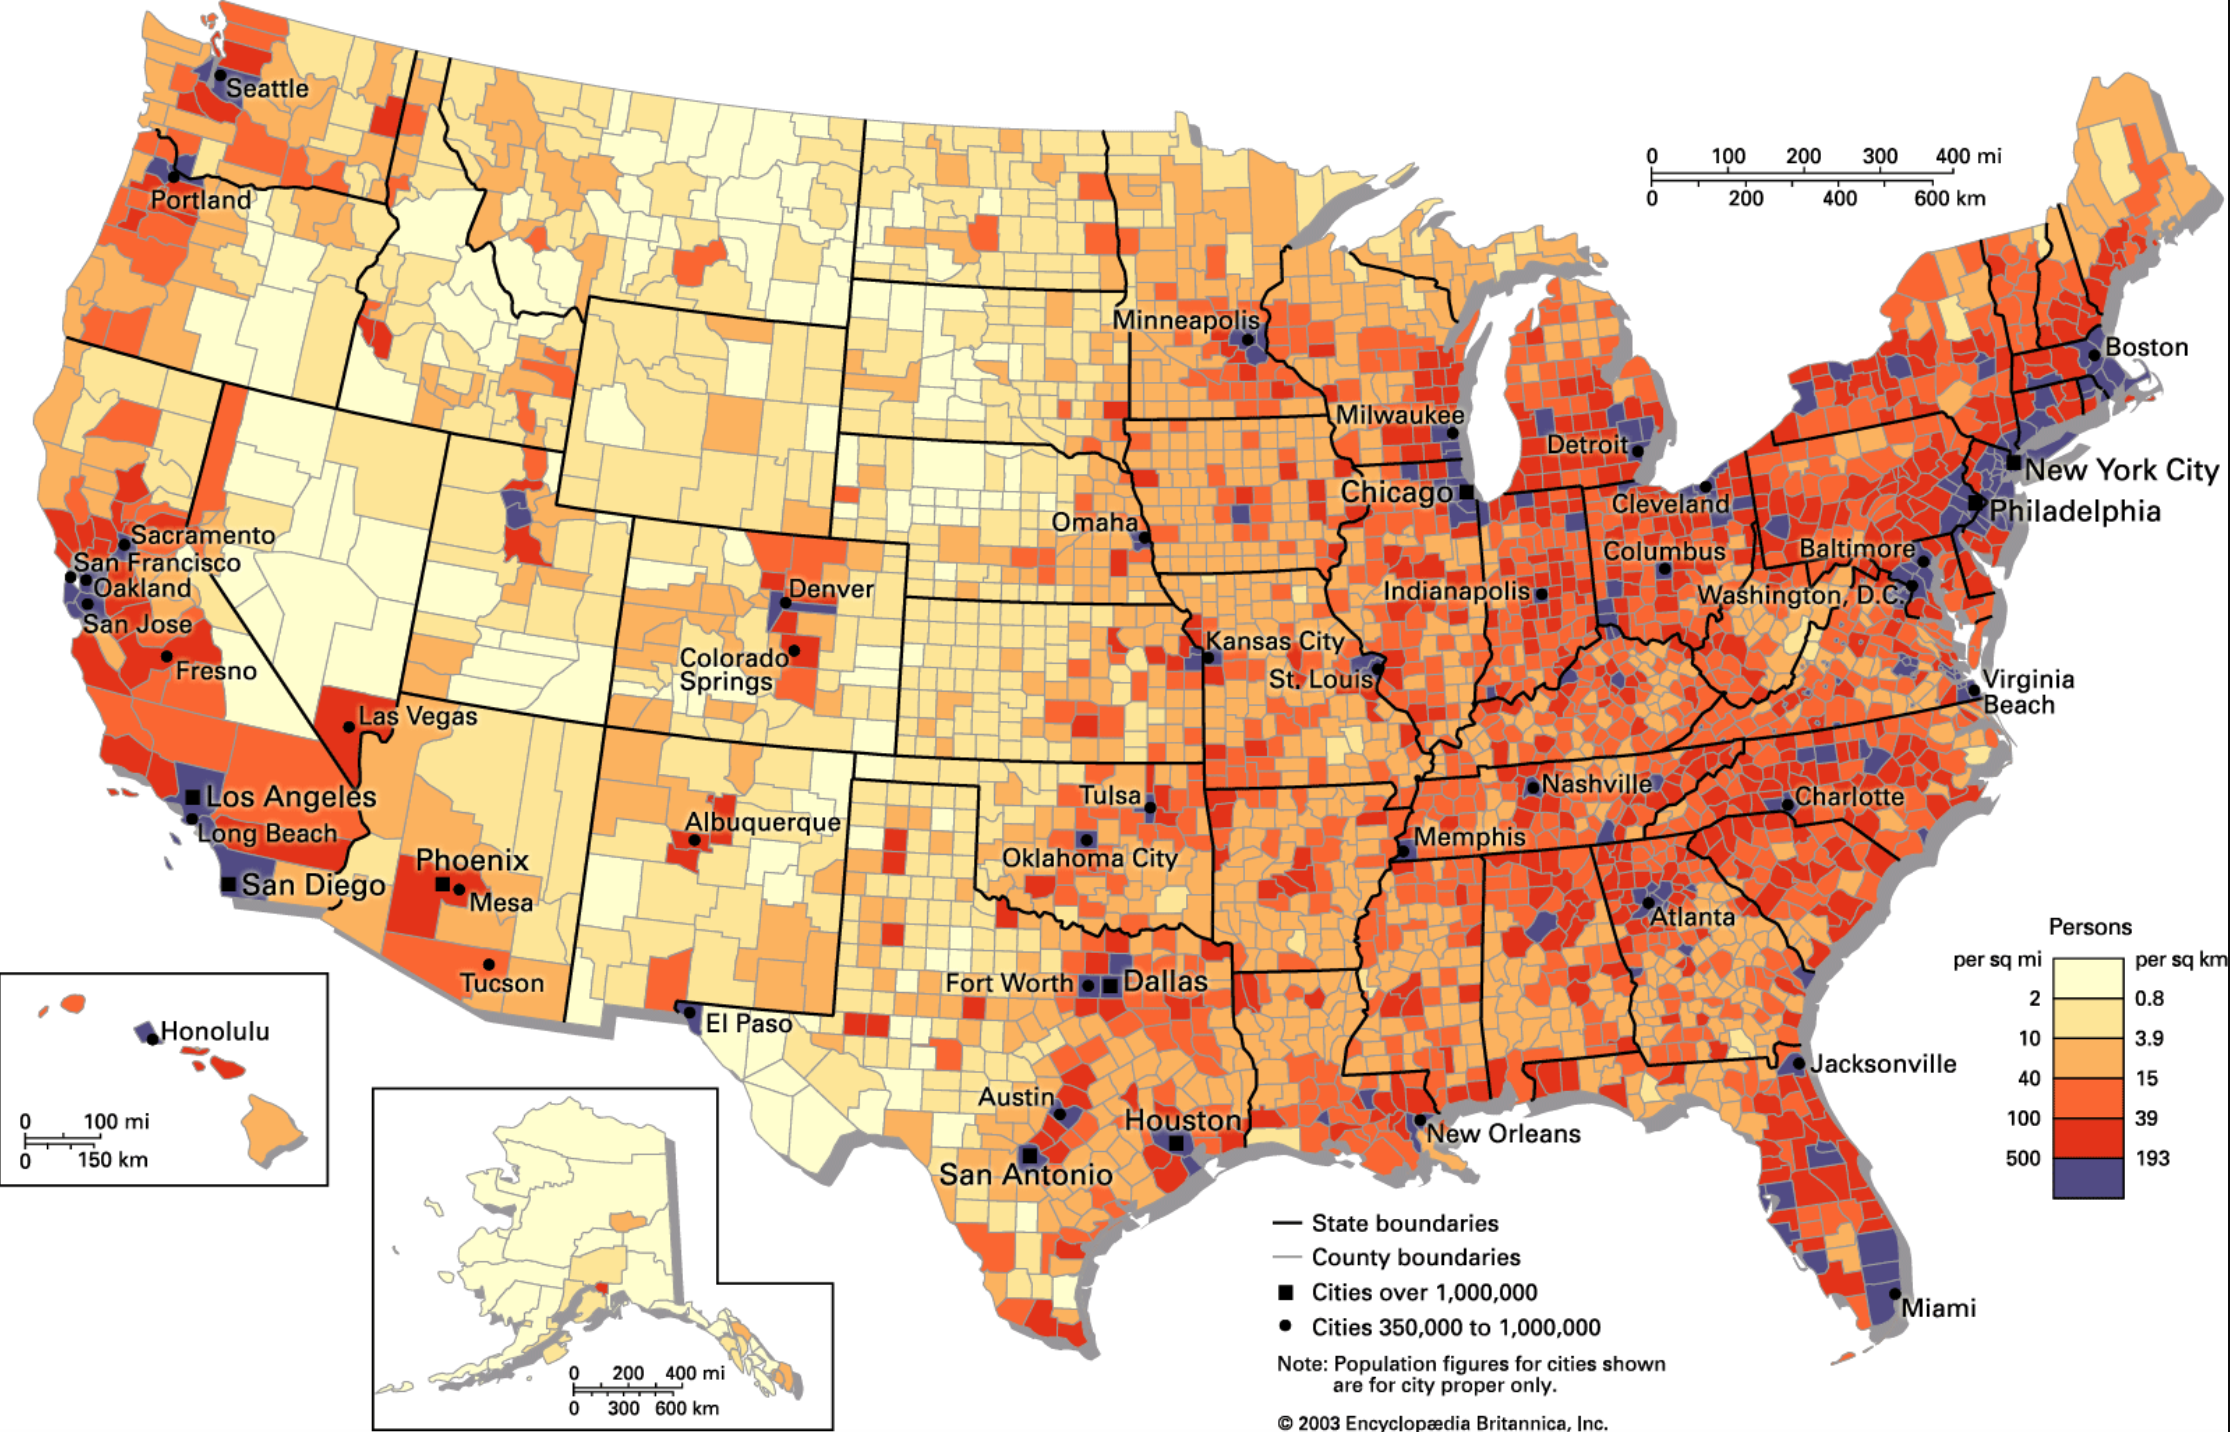 Seattle
Portland
0 100 200 300 400 mi
0 200 400 600 km
Minneapolis
Boston
Milwaukee
Detroit
New York City
Chicago
Cleveland
Philadelphia
Omaha
Sacramento
San Francisco
Oakland
San Jose
Columbus
Baltimore
Denver
Indianapolis
Washington, D.C.
Fresno
Colorado
Springs
Kansas City
St. Louis
Virginia
Beach
Las Vegas
Los Angeles
Long Beach
Albuquerque
Tulsa
Nashville
Charlotte
Memphis
Oklahoma City
Phoenix
Mesa
San Diego
Atlanta
Tucson
Fort Worth
Dallas
El Paso
Persons
per sq mi per sq km
2 0.8
10 3.9
40 15
100 39
500 193
Honolulu
0 100 mi
0 150 km
Austin
Houston
San Antonio
New Orleans
Jacksonville
Miami
State boundaries
County boundaries
Cities over 1,000,000
Cities 350,000 to 1,000,000
Note: Population figures for cities shown
are for city proper only.
0 200 400 mi
0 300 600 km
© 2003 Encyclopædia Britannica, Inc.